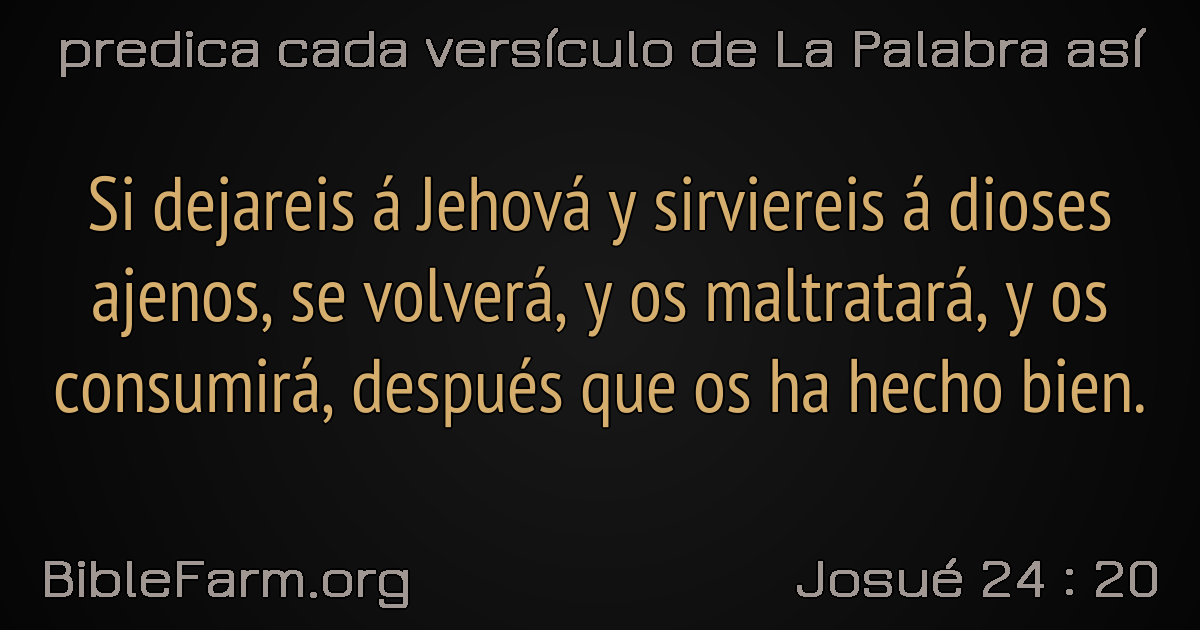 predica cada versículo de La Palabra así
Si dejareis á Jehová y sirviereis á dioses
ajenos, se volverá, y os maltratará, y os
consumirá, después que os ha hecho bien.
BibleFarm.org
Josué 24 : 20